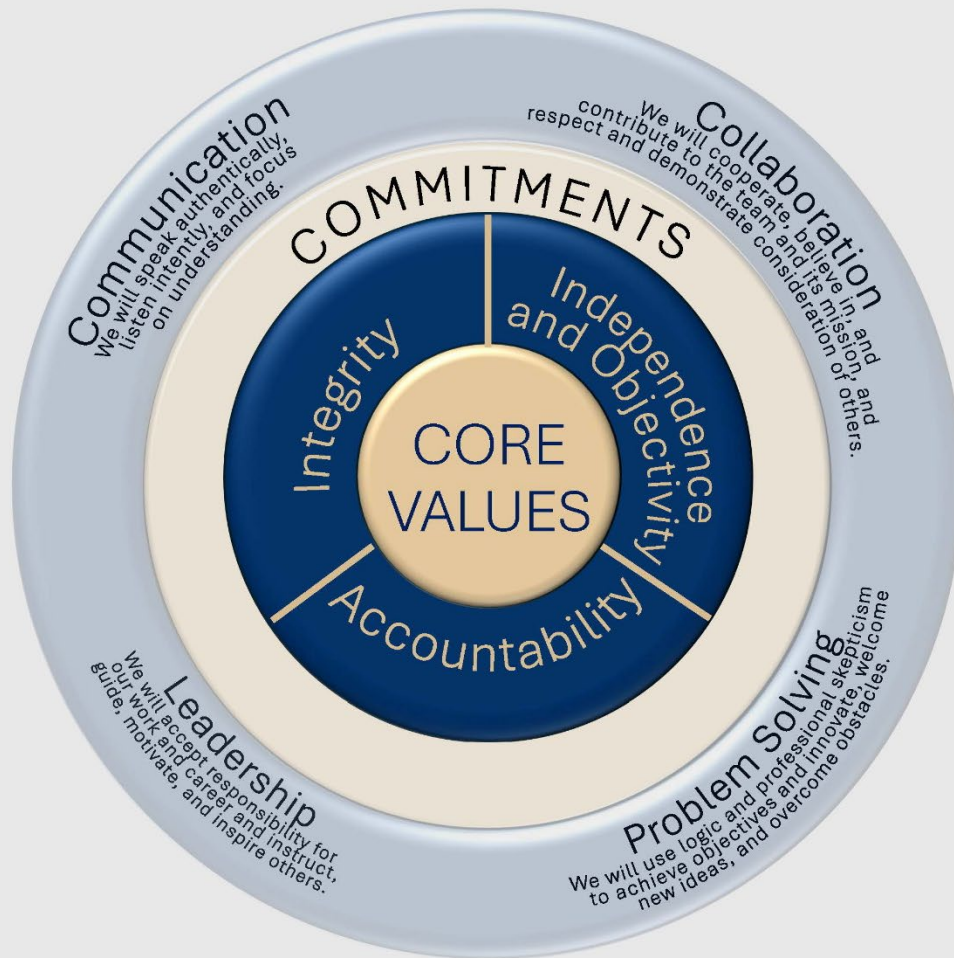 CORE
VALUES
Integrity
Independence
and Objectivity
Accountability
COMMITMENTS
Communication
We will speak authentically,
listen intently, and focus
on understanding.
Collaboration
We will cooperate, believe in, and
contribute to the team and its mission, and
respect and demonstrate consideration of others.
Leadership
We will accept responsibility for
our work and career and instruct,
guide, motivate, and inspire others.
Problem Solving
We will use logic and professional skepticism
to achieve objectives and innovate, welcome
new ideas, and overcome obstacles.